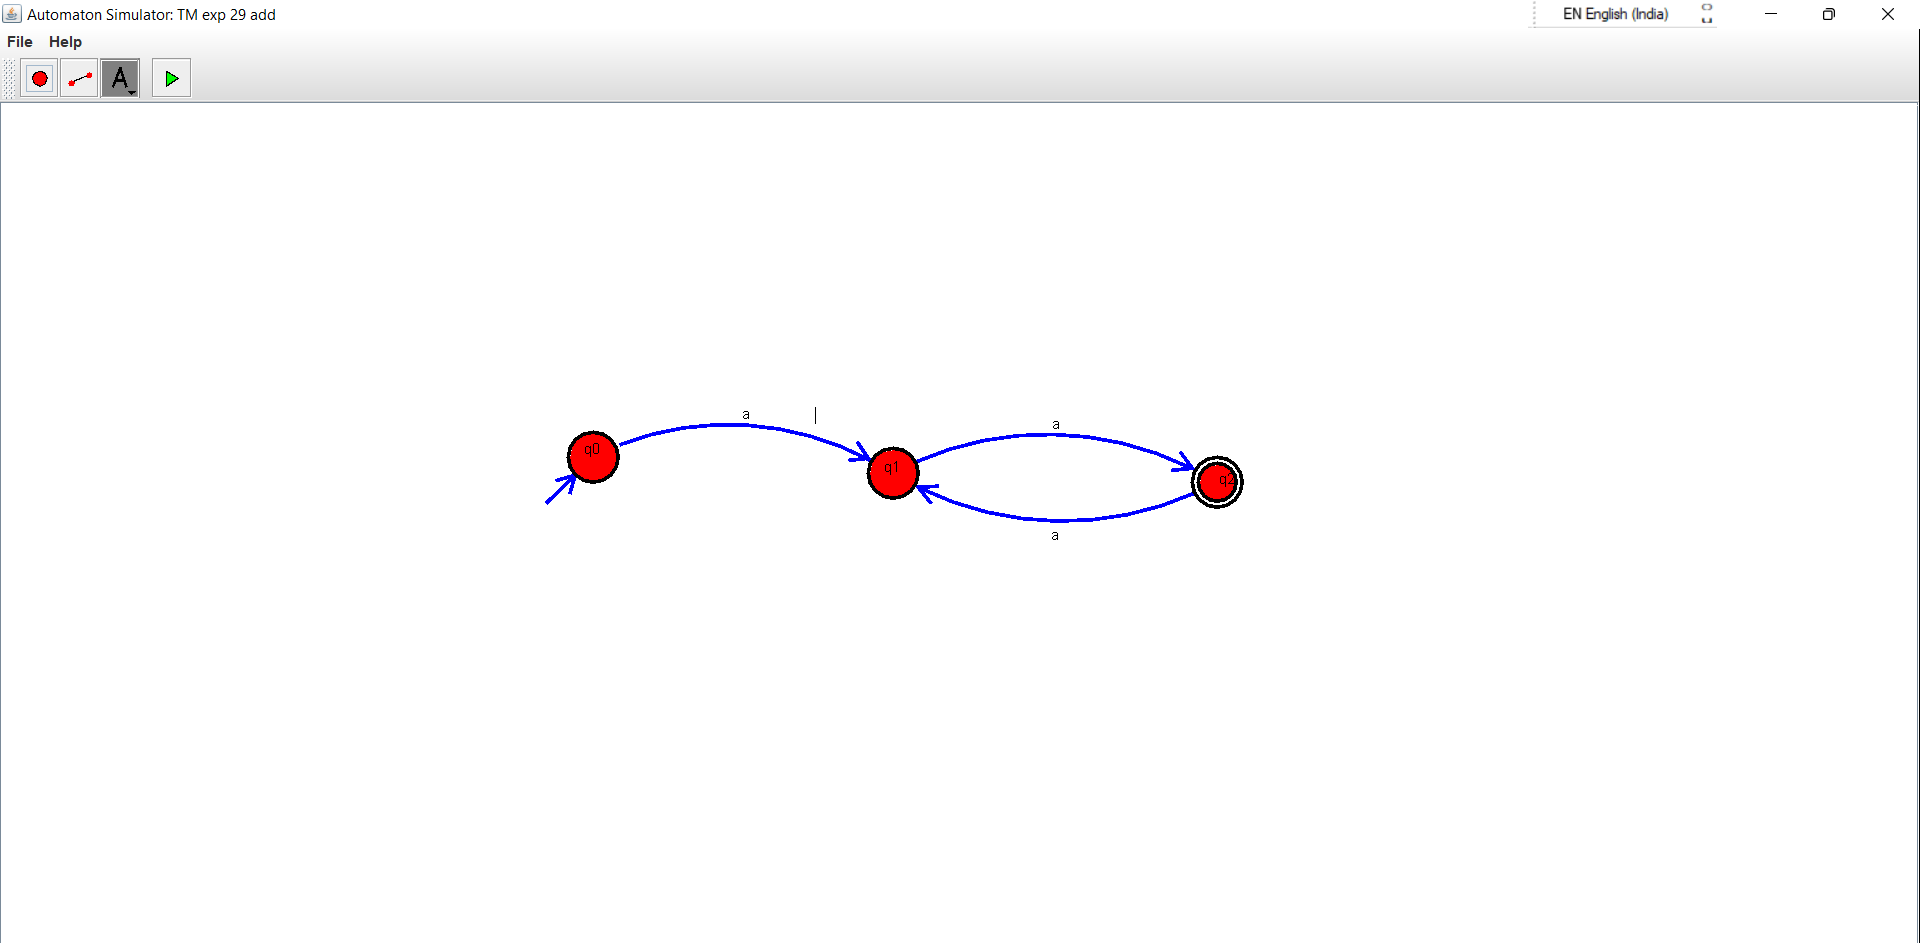 Automaton Simulator: TM exp 29 add
EN English (India)
File Help
A
a
a
q0
q1
q2
a